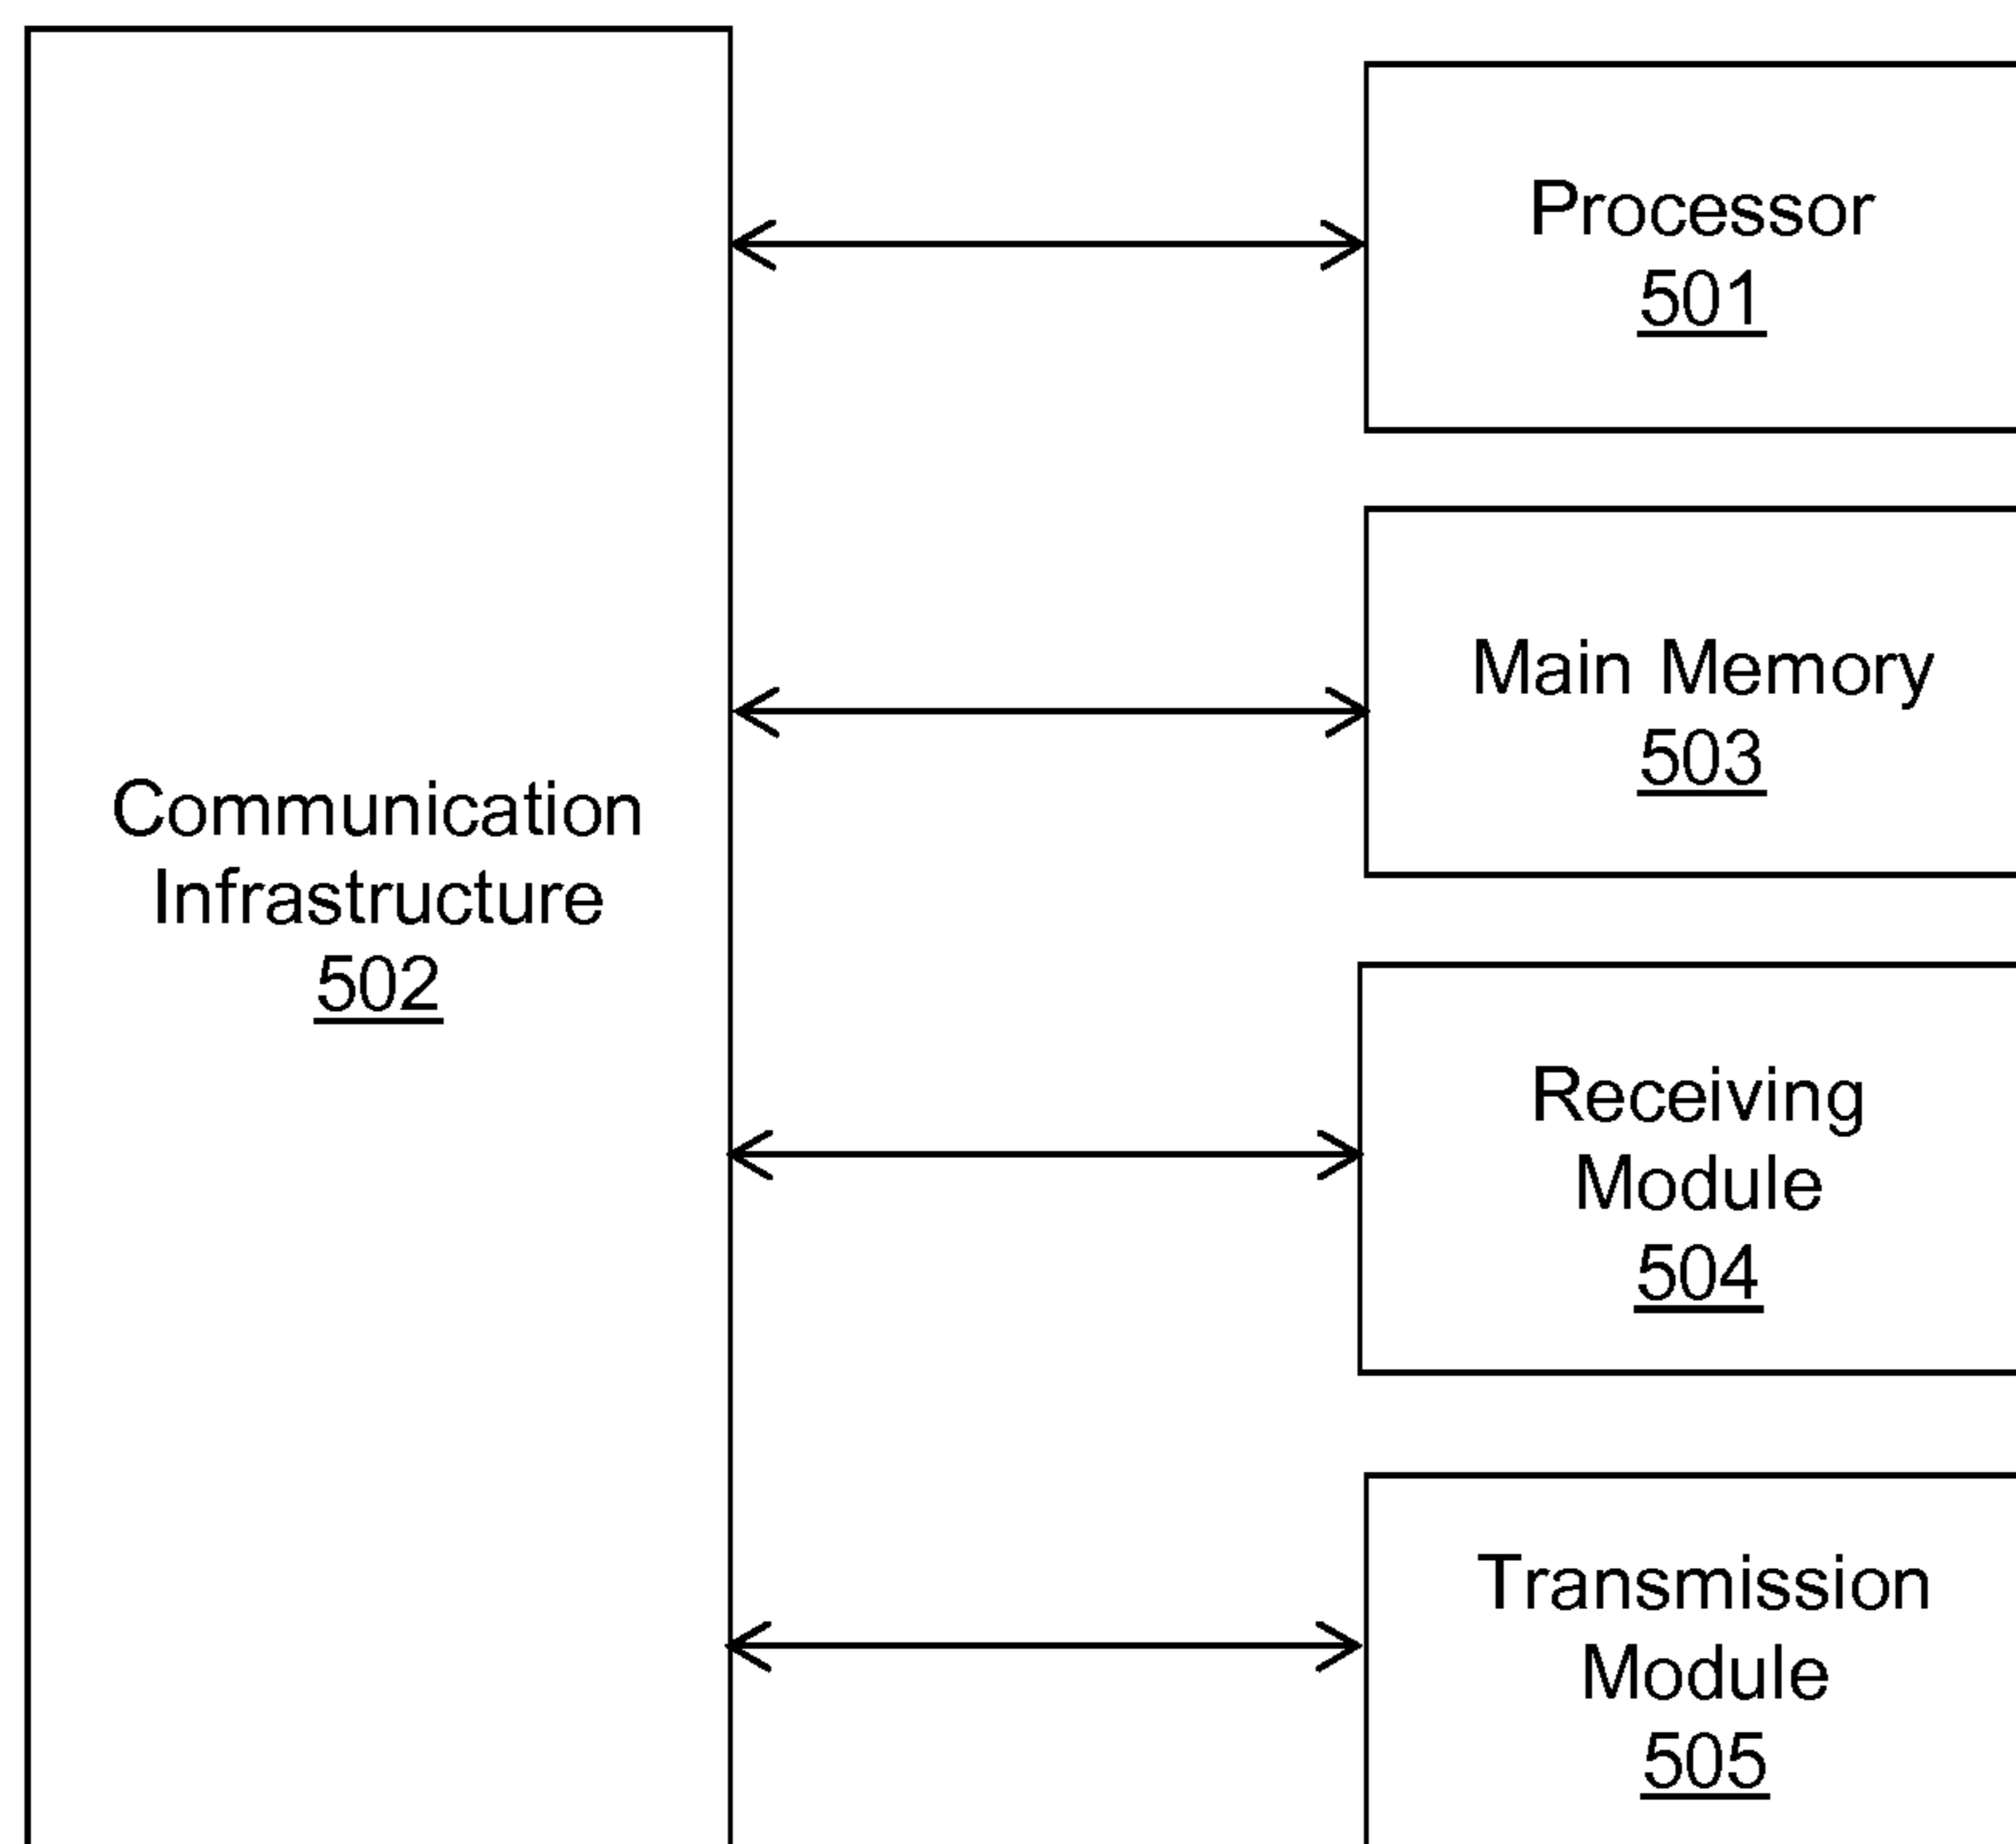 Processor
501
Main Memory
503
Communication
Infrastructure
502
Receiving
Module
504
Transmission
Module
505